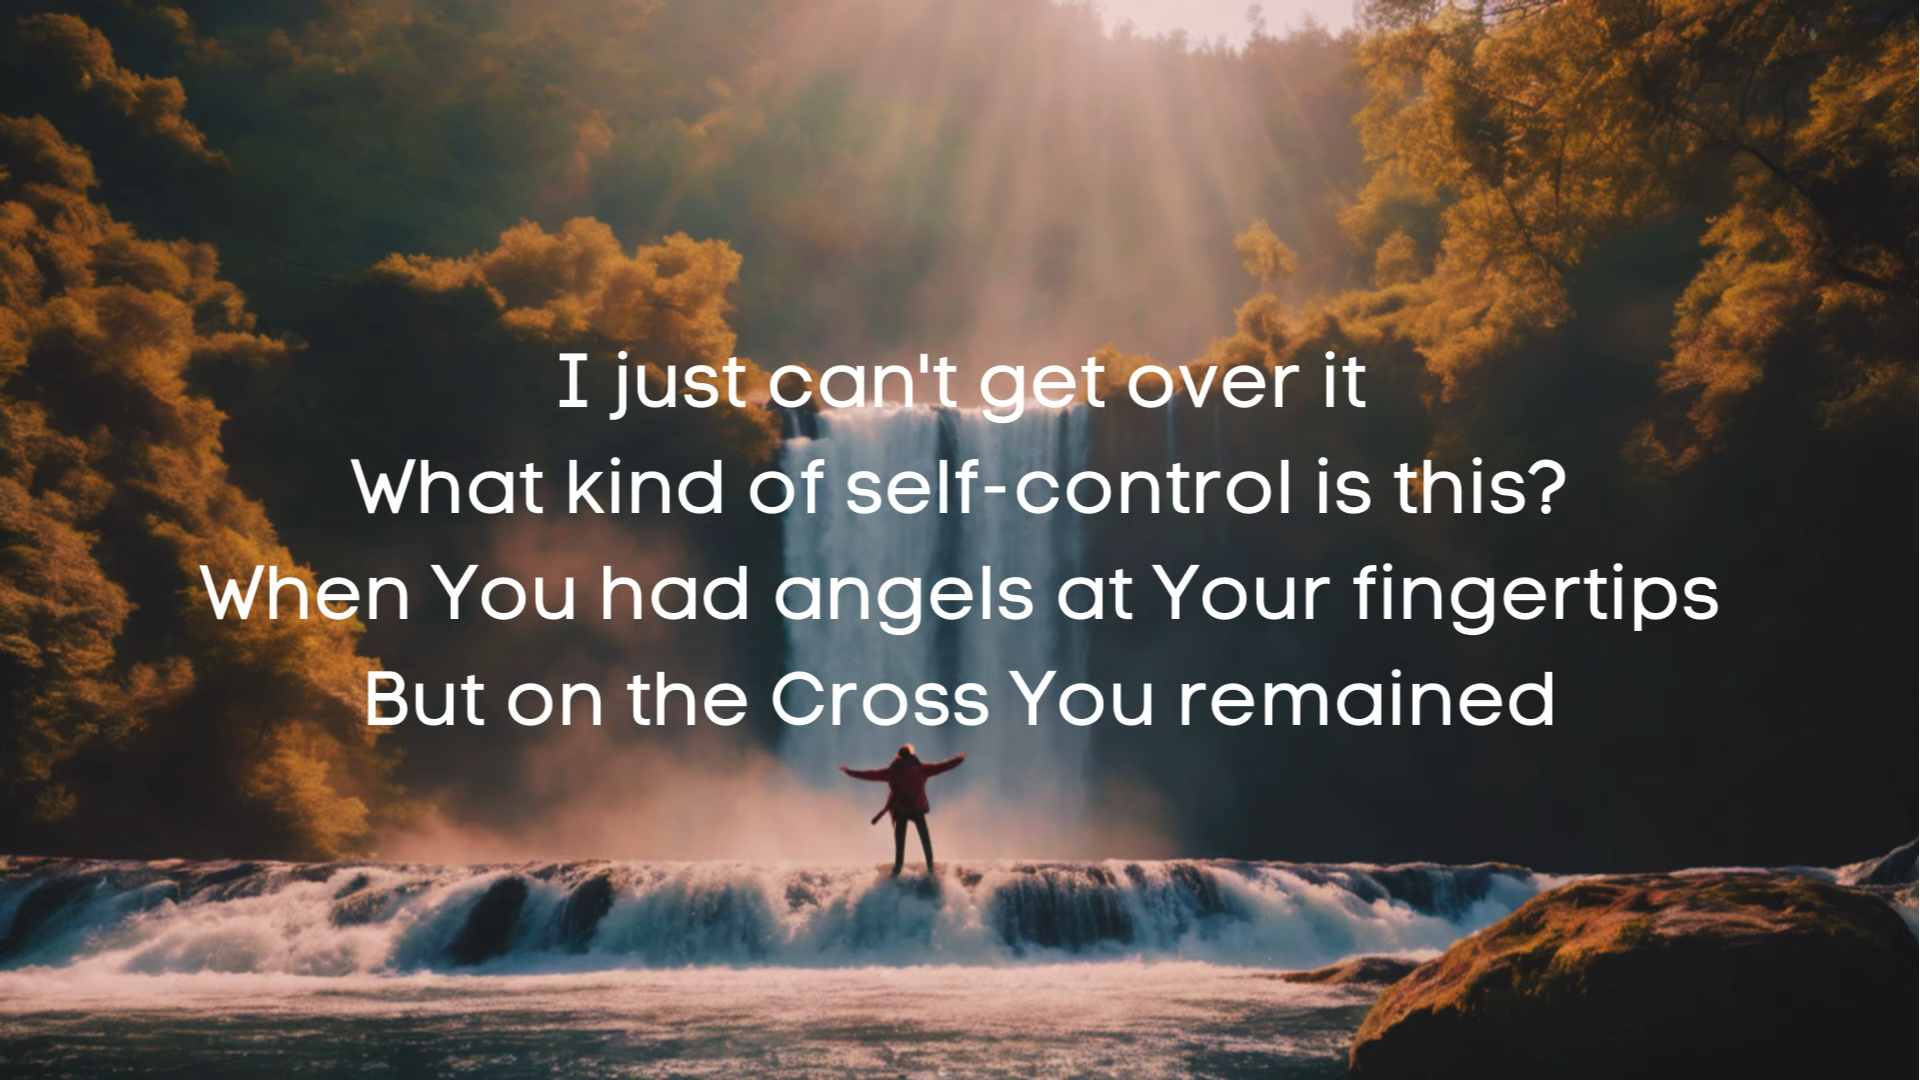 I just can't get over it
What kind of self-control is this?
When You had angels at Your fingertips
But on the Cross You remained